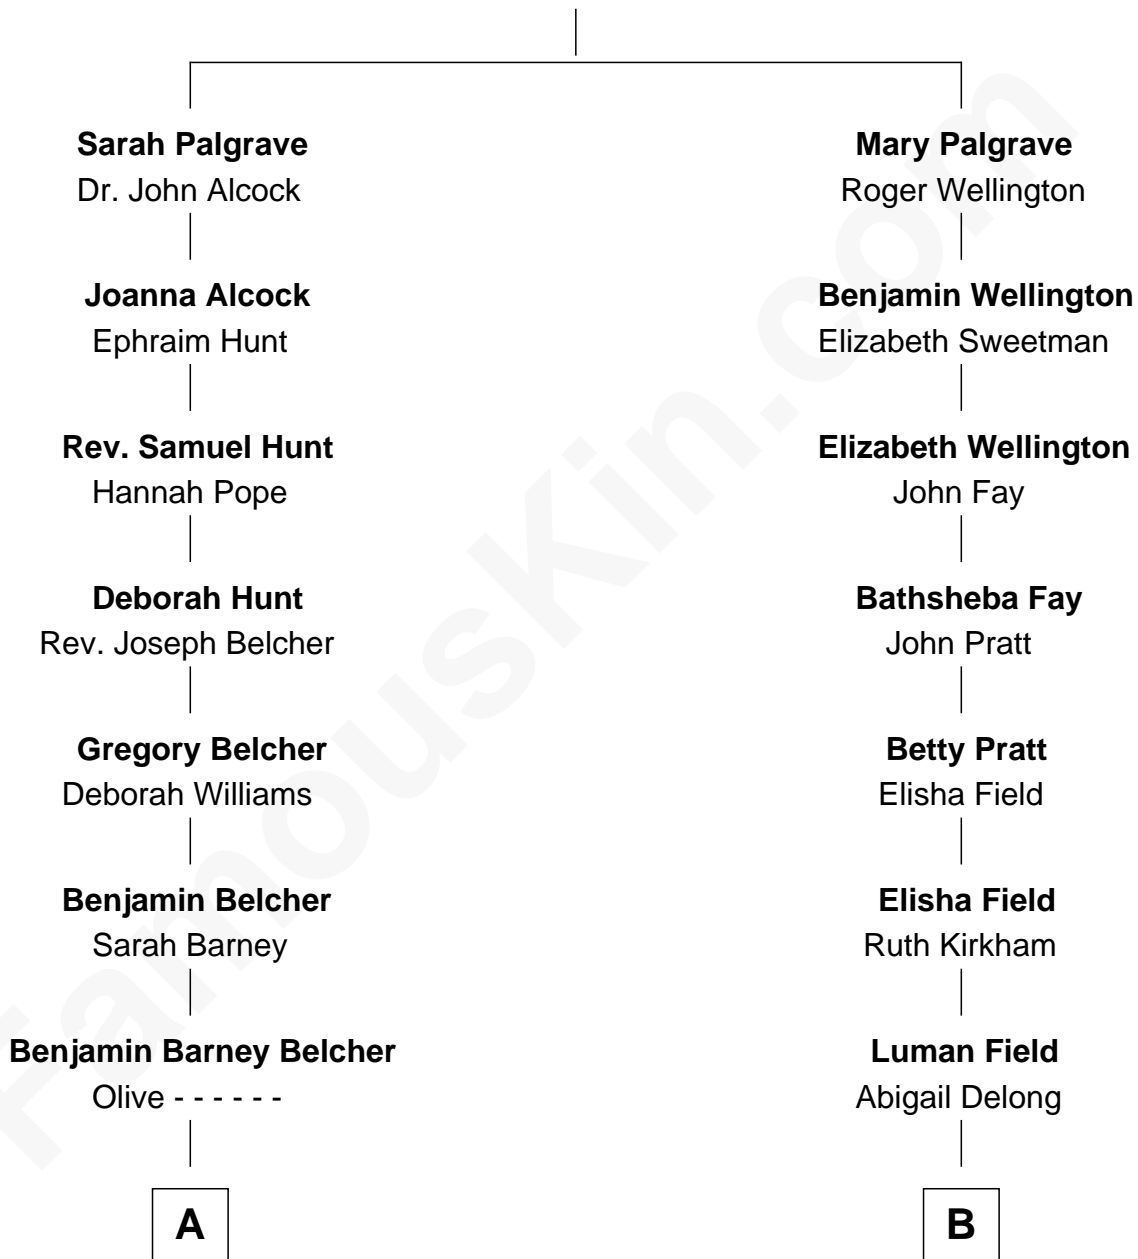 Sarah Palgrave
Dr. John Alcock
Joanna Alcock
Ephraim Hunt
Rev. Samuel Hunt
Hannah Pope
Deborah Hunt
Rev. Joseph Belcher
Gregory Belcher
Deborah Williams
Benjamin Belcher
Sarah Barney
Benjamin Barney Belcher
Olive - - - - - -
A
Mary Palgrave
Roger Wellington
Benjamin Wellington
Elizabeth Sweetman
Elizabeth Wellington
John Fay
Bathsheba Fay
John Pratt
Betty Pratt
Elisha Field
Elisha Field
Ruth Kirkham
Luman Field
Abigail Delong
B
FamousKin.com